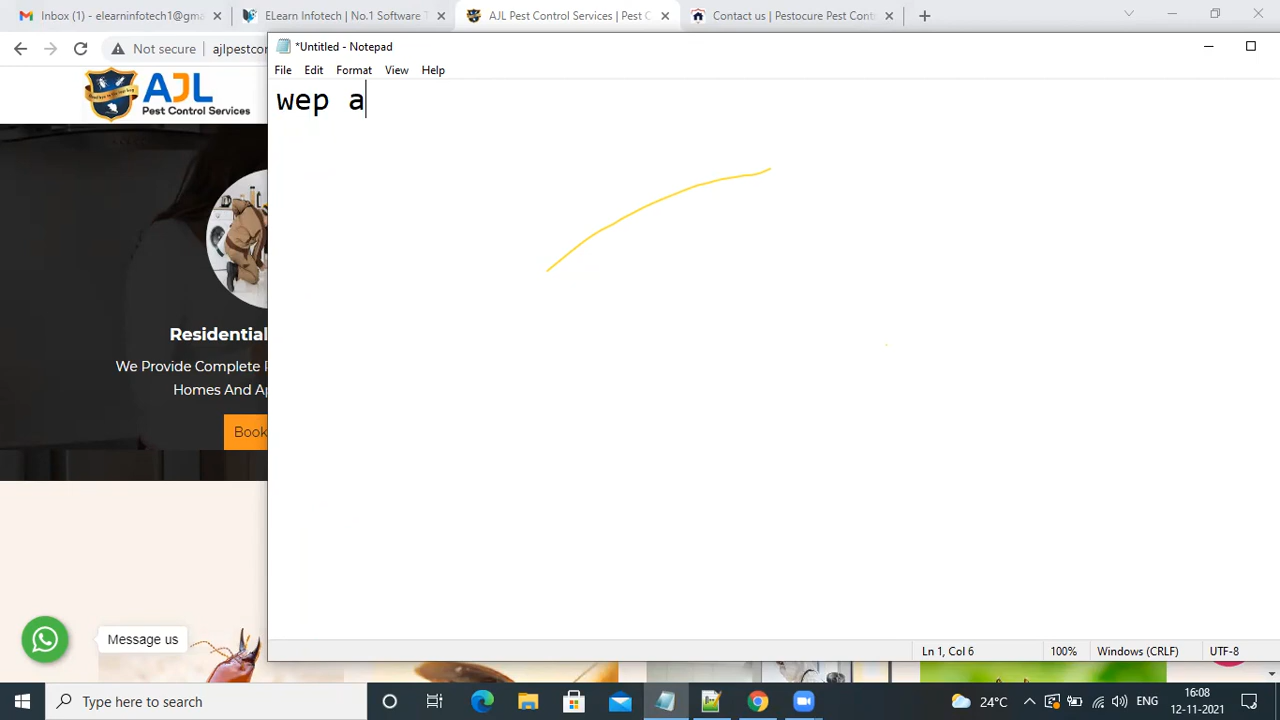 Inbox (1) - elearninfotech1@gma
ELearn Infotech | No.1 Software T
AJL Pest Control Services | Pest C
Contact us | Pestocure Pest Cont
Not secure
ajlpestcor
*Untitled - Notepad
File Edit Format View Help
wep a
AJL
Pest Control Services
Residential
We Provide Complete P
Homes And Ap
Book
Message us
Ln 1, Col 6
100%
Windows (CRLF)
UTF-8
Type here to search
24°C
ENG
16:08
12-11-2021